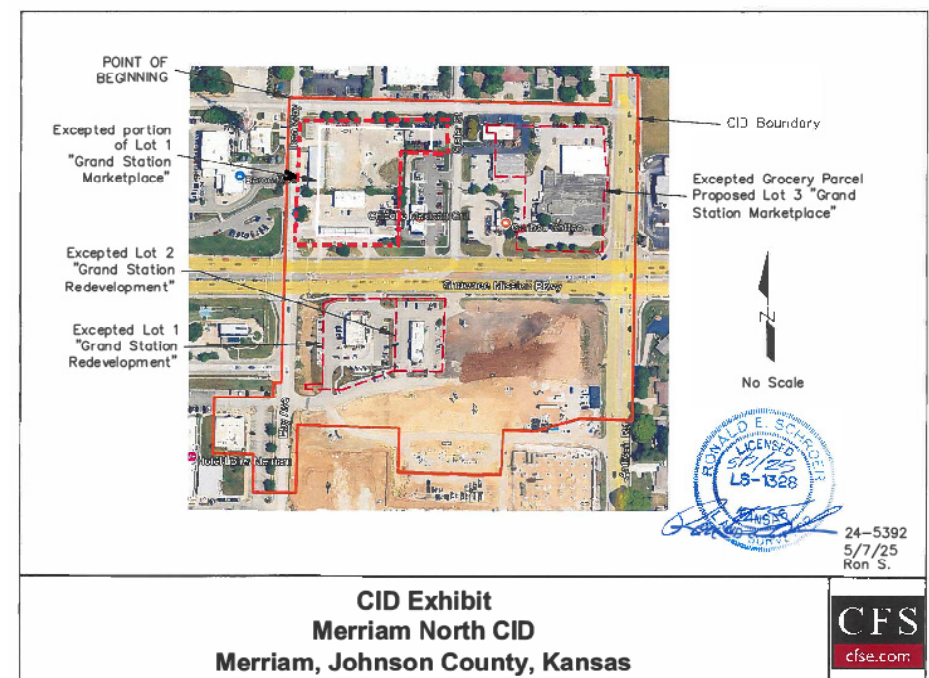 POINT OF
BEGINNING
Excepted portion
of Lot 1
"Grand Station
Marketplace"
Excepted Lot 2
"Grand Station
Redevelopment"
Excepted Lot 1
"Grand Station
Redevelopment"
CID Boundary
Excepted Grocery Parcel
Proposed Lot 3 "Grand
Station Marketplace"
Shawnee Mission Pkwy
N
No Scale
RONALD E. SCHROER
LICENSED
5/7/25
LS-1328
KANSAS
LAND SURVEYOR
24-5392
5/7/25
Ron S.
CID Exhibit
Merriam North CID
Merriam, Johnson County, Kansas
CFS
cfse.com